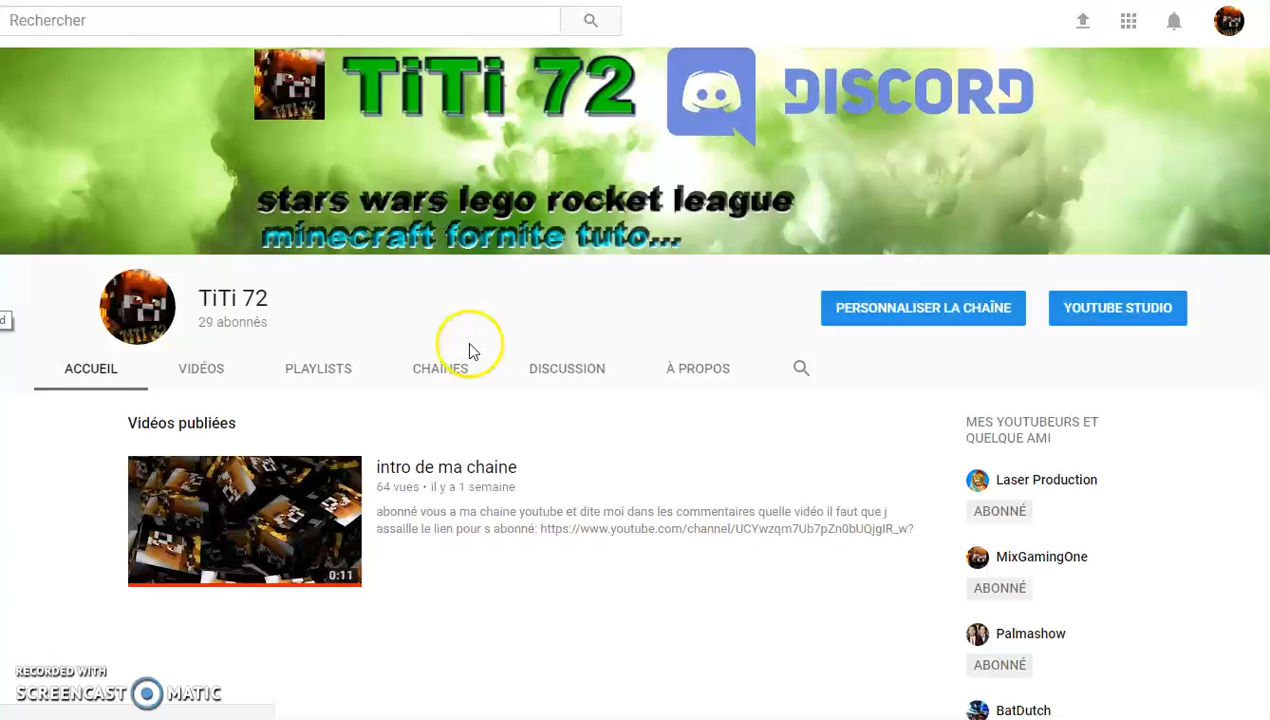 Rechercher
TiTi 72 DISCORD
TITI 72
stars wars lego rocket league
minecraft fornite tuto...
TiTi 72
29 abonnés
PERSONNALISER LA CHAÎNE
YOUTUBE STUDIO
d
ACCUEIL VIDÉOS PLAYLISTS CHAÎNES DISCUSSION À PROPOS
Vidéos publiées
intro de ma chaine
64 vues • il y a 1 semaine
abonné vous a ma chaine youtube et dite moi dans les commentaires quelle vidéo il faut que j
assaille le lien pour s abonné: https://www.youtube.com/channel/UCYwzqm7Ub7pZn0bUQjgIR_w?
0:11
MES YOUTUBEURS ET
QUELQUE AMI
Laser Production
ABONNÉ
MixGamingOne
ABONNÉ
Palmashow
ABONNÉ
BatDutch
RECORDED WITH
SCREENCAST MATIC